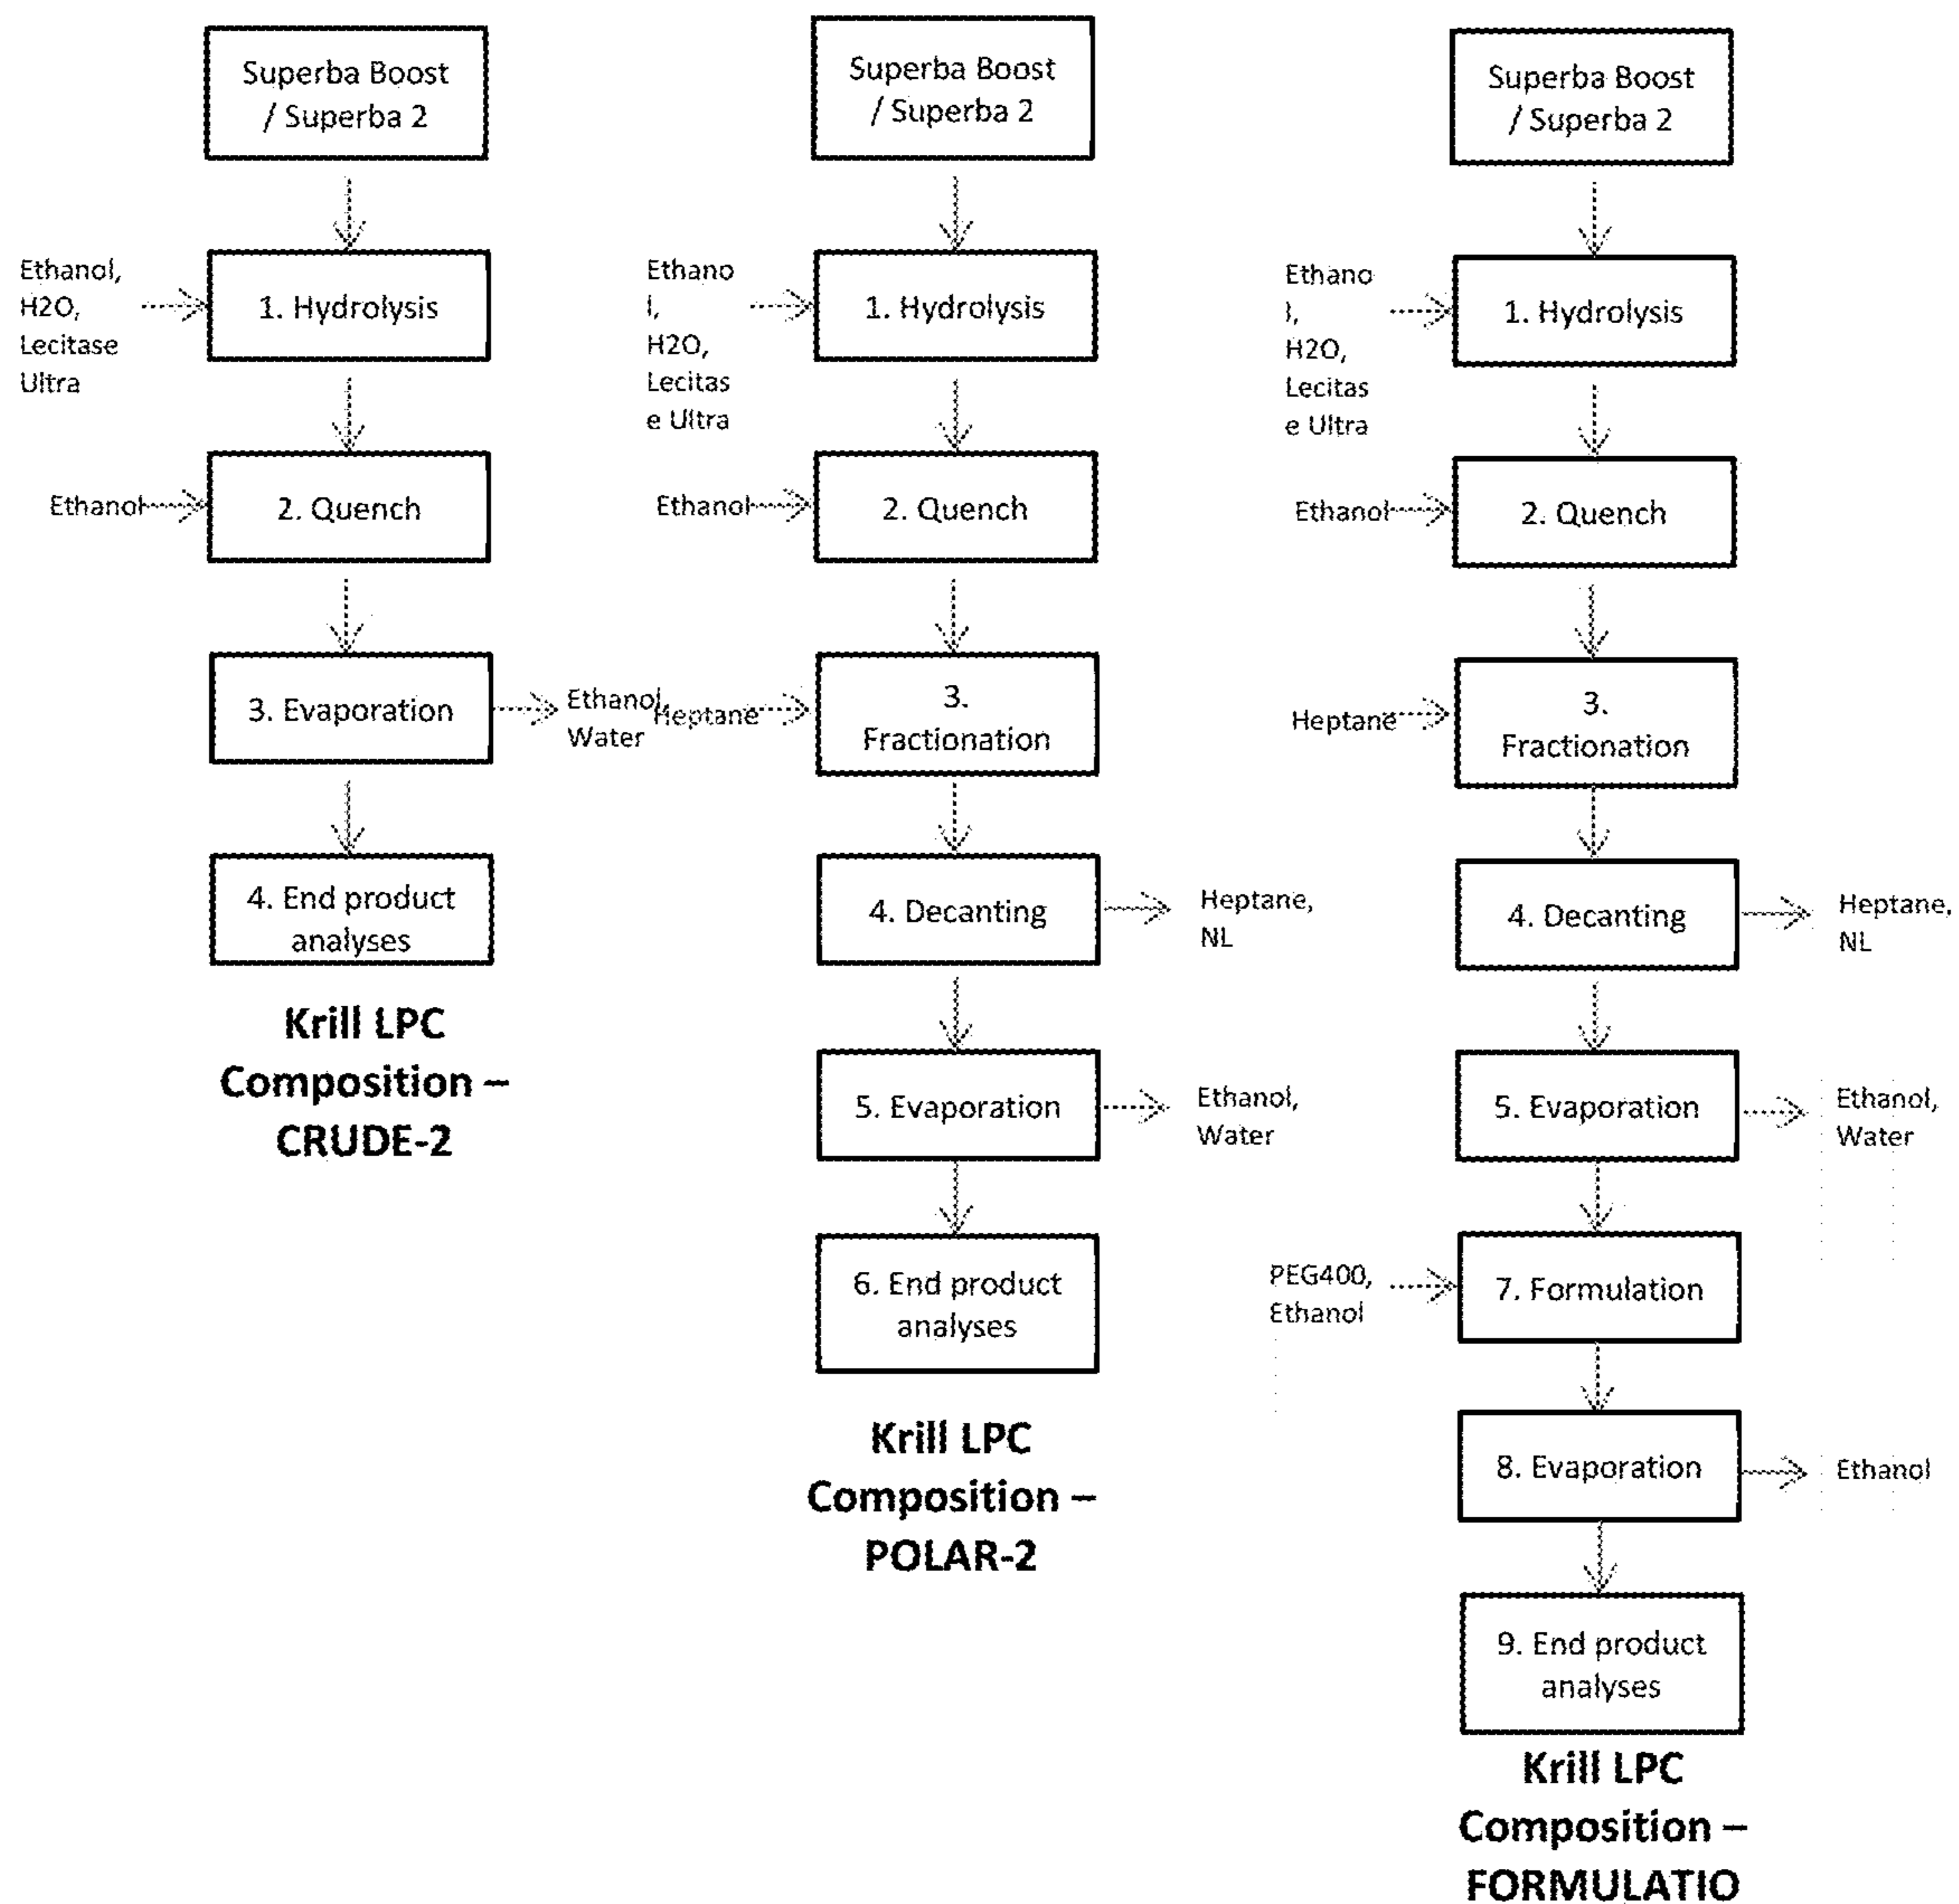 Superba Boost
/ Superba 2
Ethanol,
H2O,
Lecitase
Ultra
1. Hydrolysis
Ethanol
2. Quench
3. Evaporation
Ethanol,
Water
4. End product
analyses
Krill LPC
Composition –
CRUDE-2
Superba Boost
/ Superba 2
Ethano
l,
H2O,
Lecitas
e Ultra
1. Hydrolysis
Ethanol
2. Quench
Heptane
3.
Fractionation
4. Decanting
Heptane,
NL
5. Evaporation
Ethanol,
Water
6. End product
analyses
Krill LPC
Composition –
POLAR-2
Superba Boost
/ Superba 2
Ethano
l,
H2O,
Lecitas
e Ultra
1. Hydrolysis
Ethanol
2. Quench
Heptane
3.
Fractionation
4. Decanting
Heptane,
NL
5. Evaporation
Ethanol,
Water
PEG400,
Ethanol
7. Formulation
8. Evaporation
Ethanol
9. End product
analyses
Krill LPC
Composition –
FORMULATIO